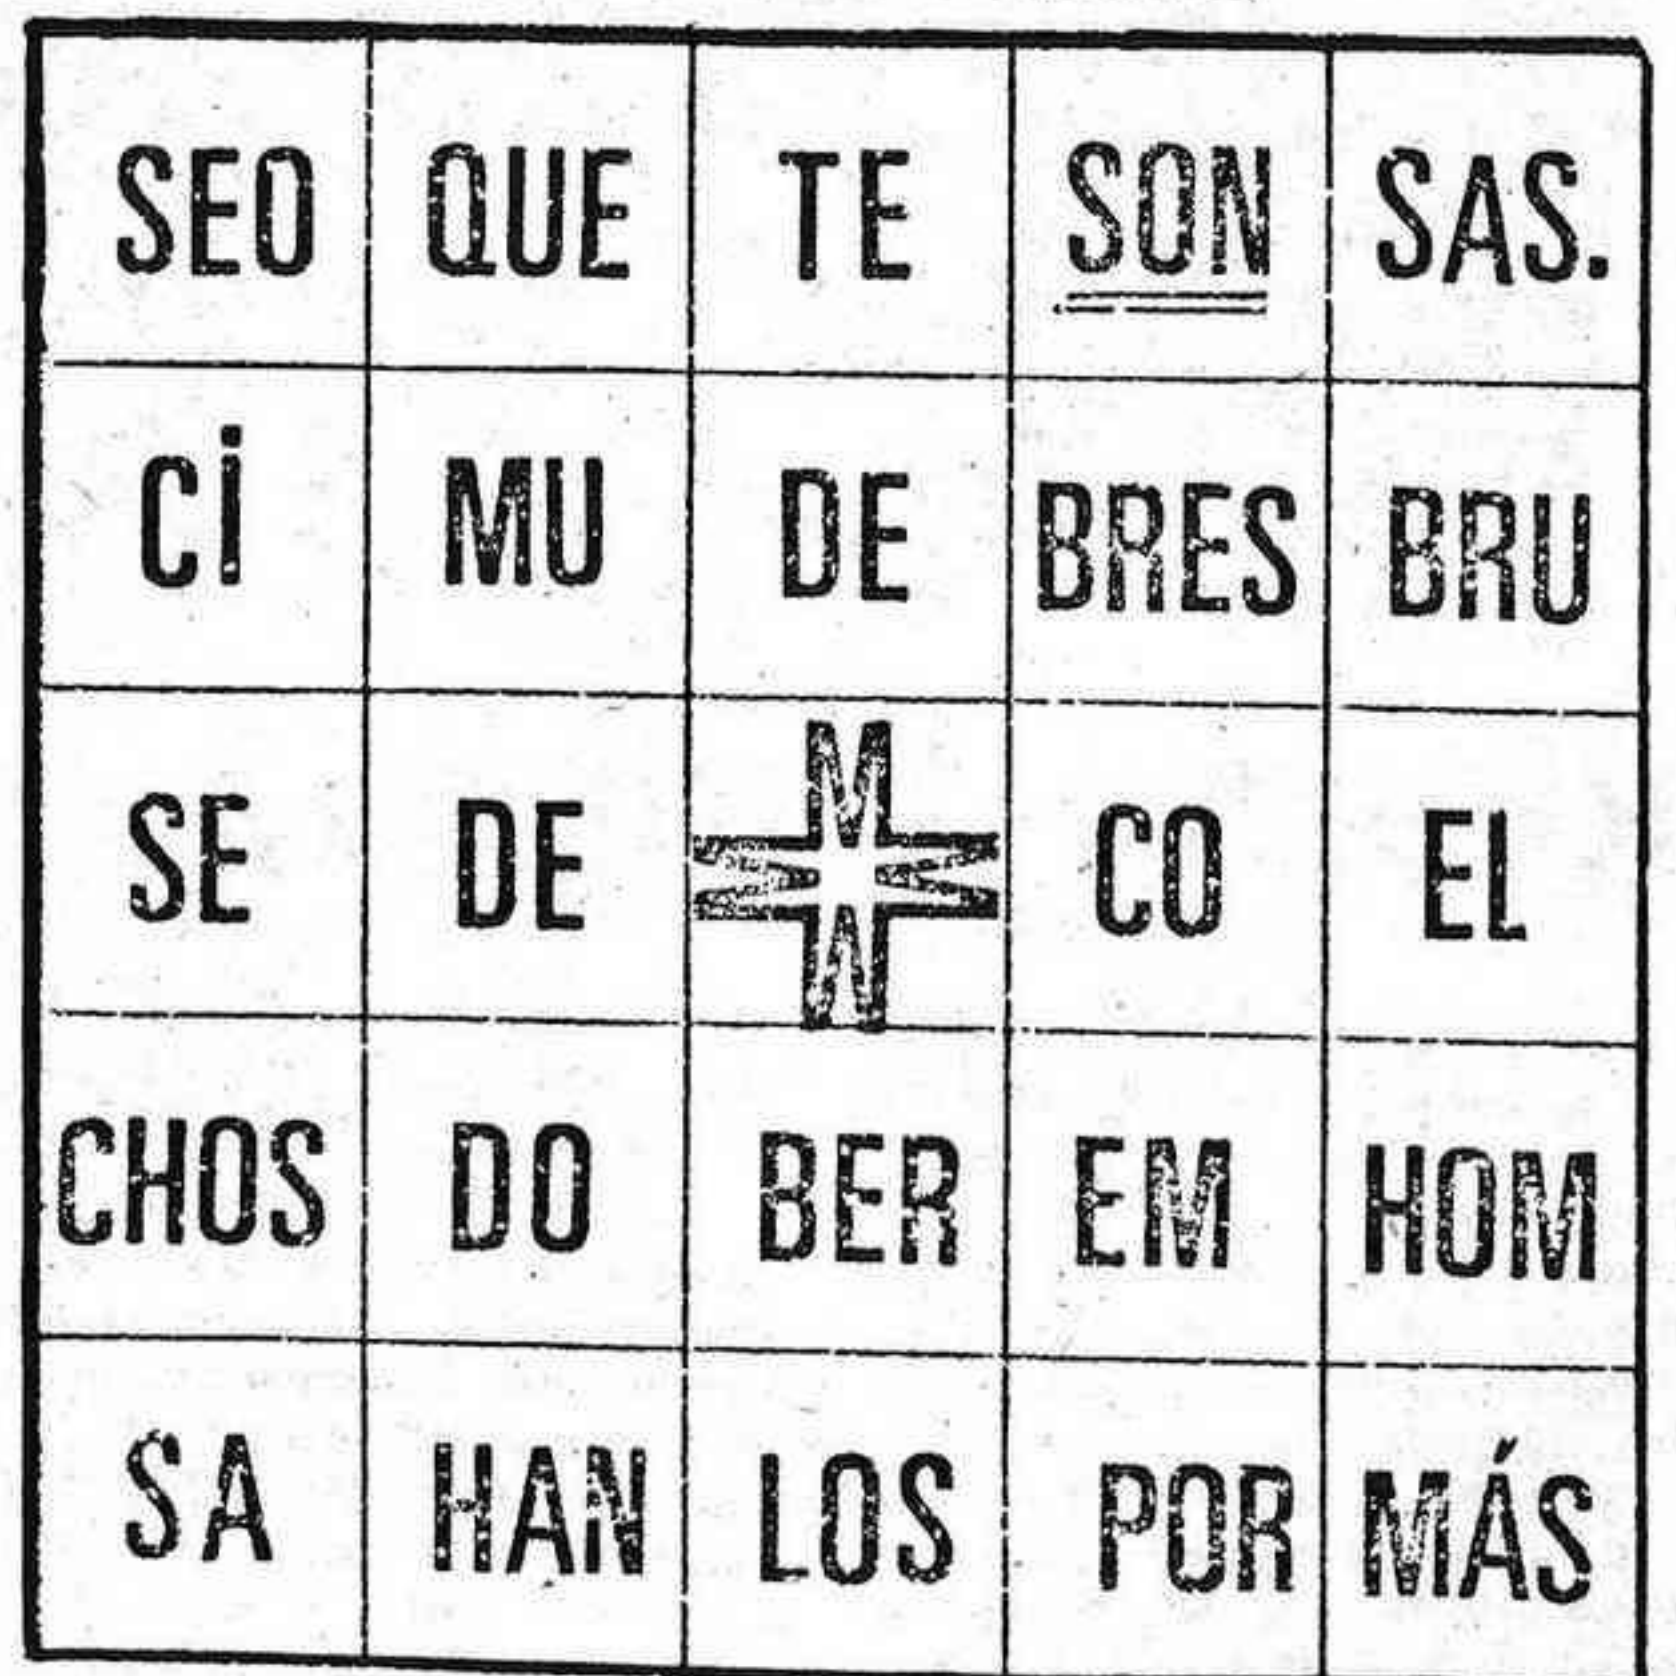 SEO QUE TE SON SAS.
CI MU DE BRES BRU
SE DE CO EL
CHOS DO BER EM HOM
SA HAN LOS POR MÁS